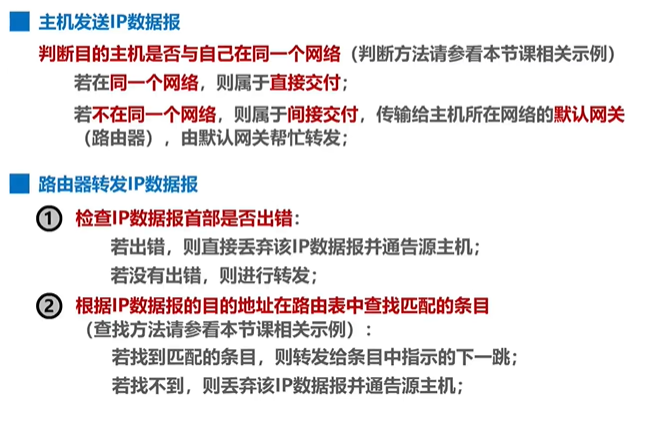 主机发送IP数据报
判断目的主机是否与自己在同一个网络（判断方法请参看本节课相关示例）
若在同一个网络，则属于直接交付；
若不在同一个网络，则属于间接交付，传输给主机所在网络的默认网关
（路由器），由默认网关帮忙转发；
路由器转发IP数据报
① 检查IP数据报首部是否出错：
若出错，则直接丢弃该IP数据报并通告源主机；
若没有出错，则进行转发；
② 根据IP数据报的目的地址在路由表中查找匹配的条目
（查找方法请参看本节课相关示例）：
若找到匹配的条目，则转发给条目中指示的下一跳；
若找不到，则丢弃该IP数据报并通告源主机；